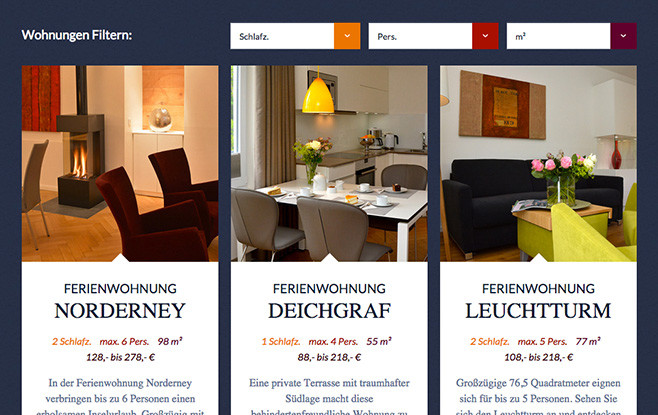 Wohnungen Filtern:
Schlafz.
Pers.
m²
FERIENWOHNUNG
NORDERNEY
2 Schlafz. max. 6 Pers. 98 m²
128,- bis 278,- €
In der Ferienwohnung Norderney
verbringen bis zu 6 Personen einen
erholsamen Inselurlaub. Großzügig mit
FERIENWOHNUNG
DEICHGRAF
1 Schlafz. max. 4 Pers. 55 m²
88,- bis 218,- €
Eine private Terrasse mit traumhafter
Südlage macht diese
behindertenfreundliche Wohnung zu
FERIENWOHNUNG
LEUCHTTURM
2 Schlafz. max. 5 Pers. 77 m²
108,- bis 218,- €
Großzügige 76,5 Quadratmeter eignen
sich für bis zu 5 Personen. Sehen Sie
sich den Leuchtturm an und entdecken